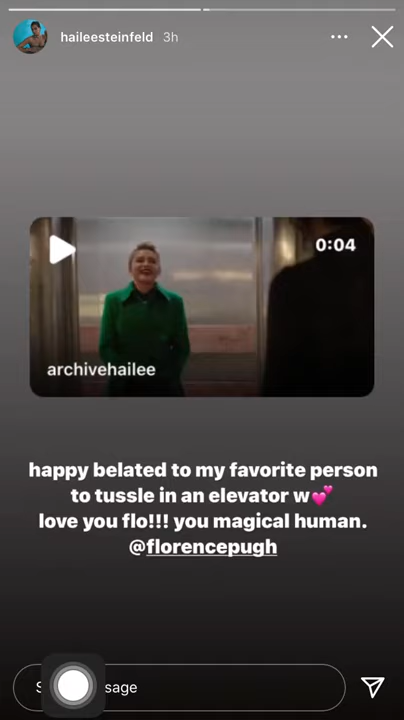 haileesteinfeld 3h
0:04
archivehailee
happy belated to my favorite person
to tussle in an elevator w💕
love you flo!!! you magical human.
@florencepugh
S sage